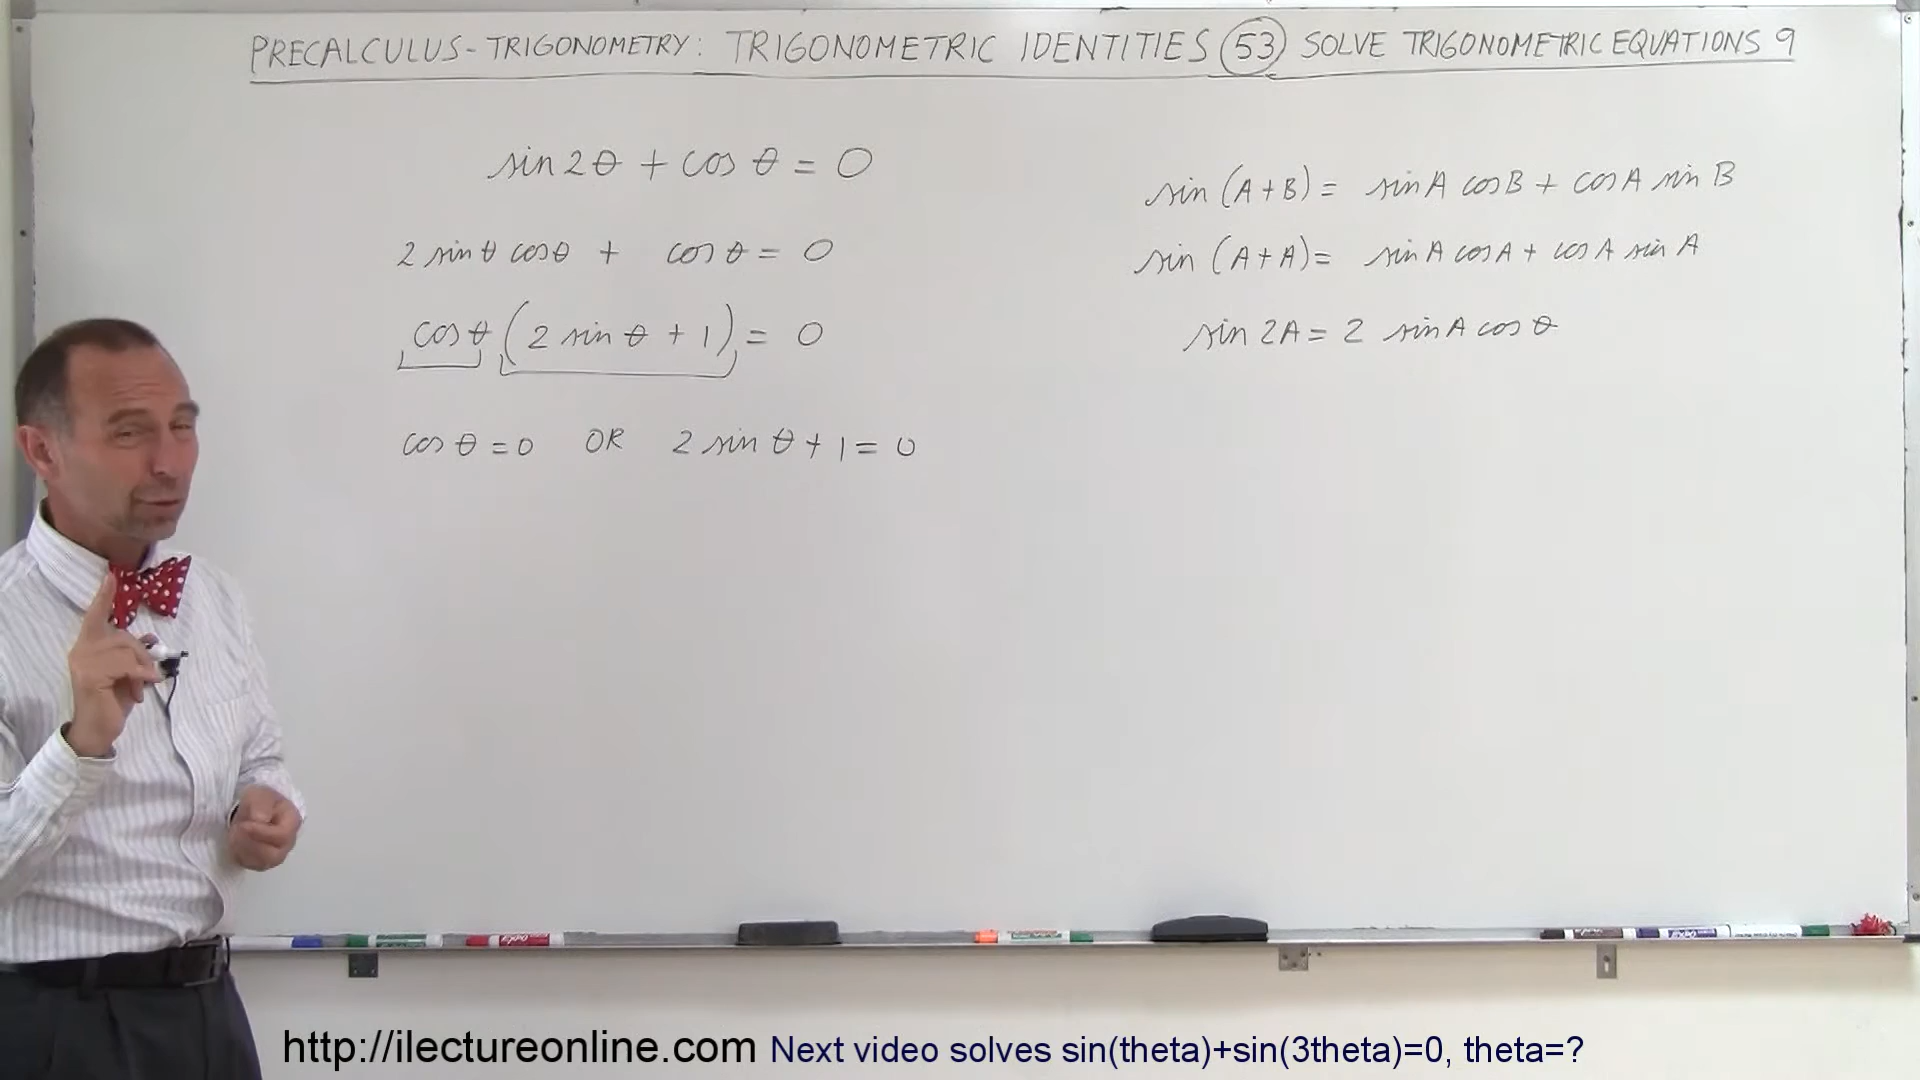 PRECALCULUS - TRIGONOMETRY: TRIGONOMETRIC IDENTITIES 53 SOLVE TRIGONOMETRIC EQUATIONS 9
sin 2θ + cos θ = 0
2 sin θ cos θ + cos θ = 0
cos θ (2 sin θ + 1) = 0
cos θ = 0 OR 2 sin θ + 1 = 0
sin (A + B) = sin A cos B + cos A sin B
sin (A + A) = sin A cos A + cos A sin A
sin 2A = 2 sin A cos θ
http://ilectureonline.com Next video solves sin(theta)+sin(3theta)=0, theta=?